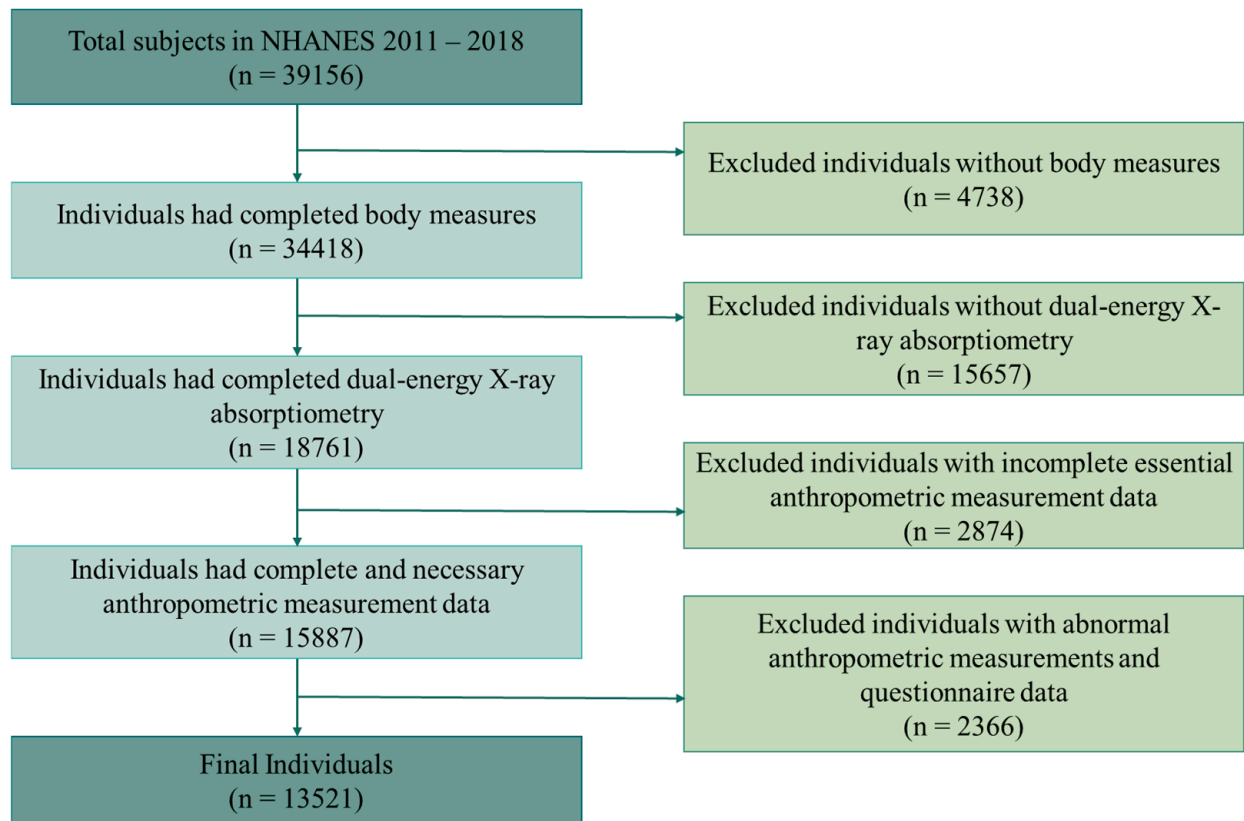 Total subjects in NHANES 2011 – 2018
(n = 39156)
Excluded individuals without body measures
(n = 4738)
Individuals had completed body measures
(n = 34418)
Excluded individuals without dual-energy X-
ray absorptiometry
(n = 15657)
Individuals had completed dual-energy X-ray
absorptiometry
(n = 18761)
Excluded individuals with incomplete essential
anthropometric measurement data
(n = 2874)
Individuals had complete and necessary
anthropometric measurement data
(n = 15887)
Excluded individuals with abnormal
anthropometric measurements and
questionnaire data
(n = 2366)
Final Individuals
(n = 13521)